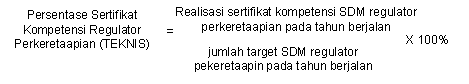 Persentase Sertifikat
Kompetensi Regulator
Perkeretaapian (TEKNIS)
=
Realisasi sertifikat kompetensi SDM regulator
perkeretaapian pada tahun berjalan
jumlah target SDM regulator
pekeretaapin pada tahun berjalan
X 100%